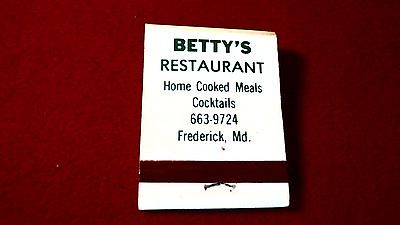 BETTY'S
RESTAURANT
Home Cooked Meals
Cocktails
663-9724
Frederick, Md.